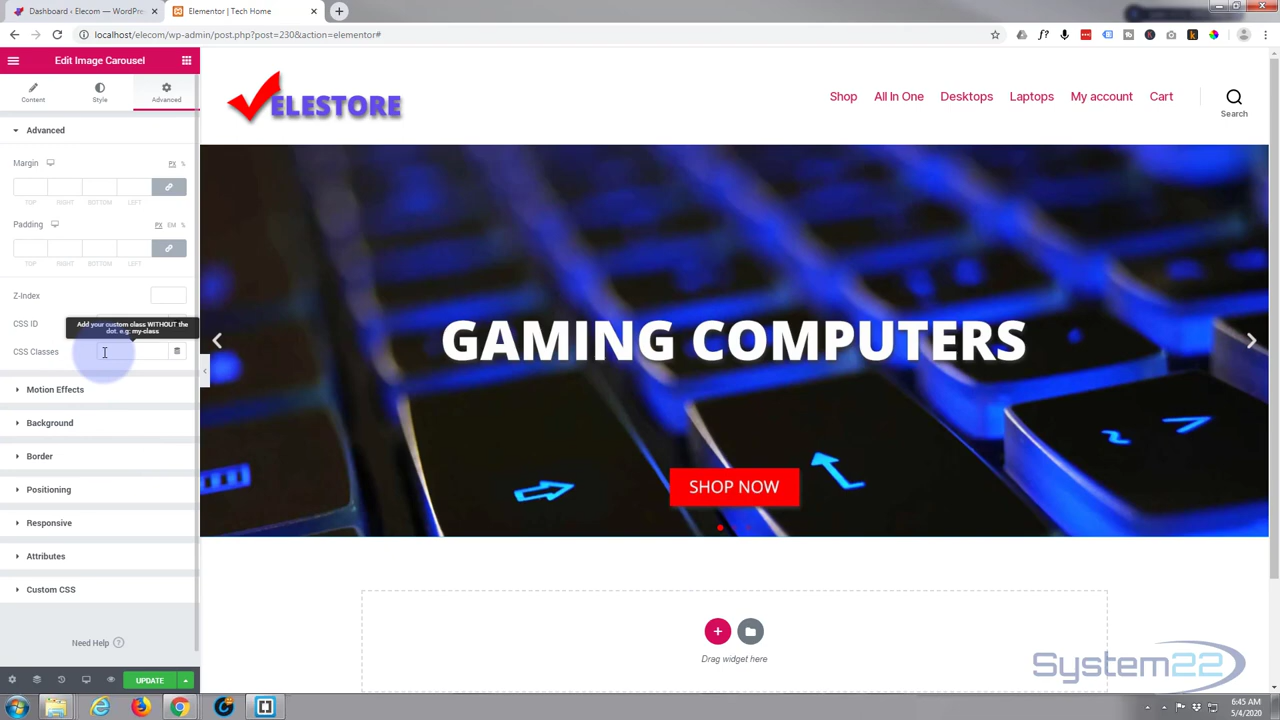 Dashboard ‹ Elecom — WordPre
Elementor | Tech Home
localhost/elecom/wp-admin/post.php?post=230&action=elementor#
Edit Image Carousel
Content
Style
Advanced
Advanced
Margin
PX %
TOP RIGHT BOTTOM LEFT
Padding
PX EM %
TOP RIGHT BOTTOM LEFT
Z-Index
CSS ID
Add your custom class WITHOUT the
dot. e.g: my-class
CSS Classes
Motion Effects
Background
Border
Positioning
Responsive
Attributes
Custom CSS
Need Help ?
UPDATE
ELESTORE
Shop All In One Desktops Laptops My account Cart
Search
GAMING COMPUTERS
SHOP NOW
Drag widget here
System22
6:45 AM
5/4/2020